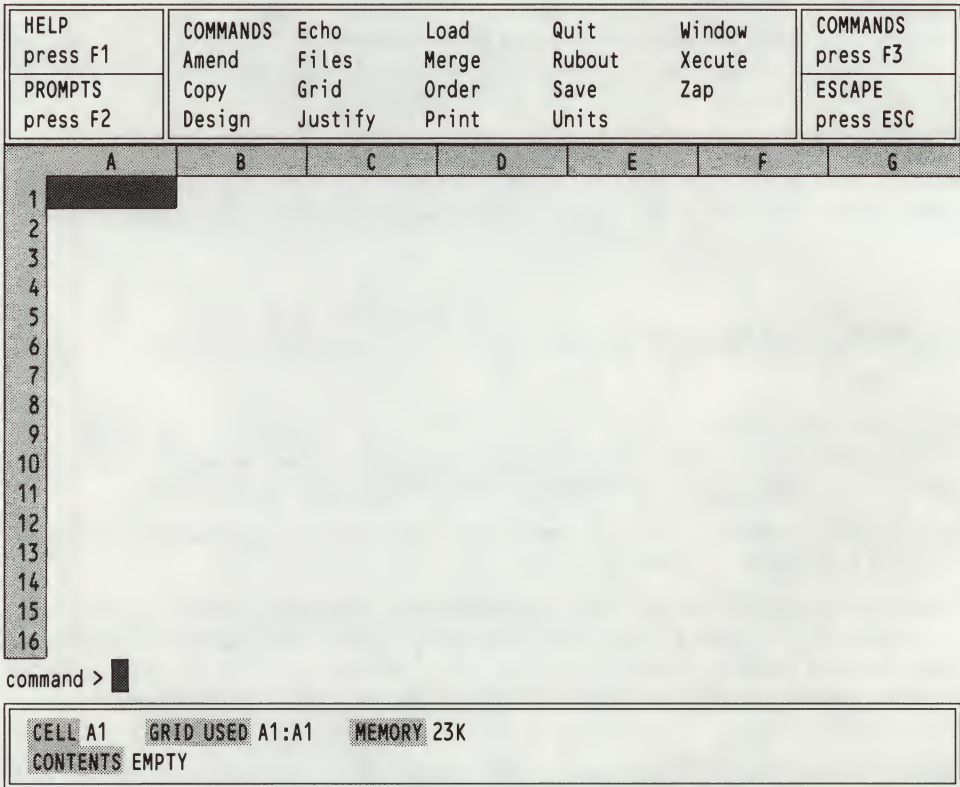 HELP
press F1
PROMPTS
press F2
COMMANDS Echo Load Quit Window
Amend Files Merge Rubout Xecute
Copy Grid Order Save Zap
Design Justify Print Units
COMMANDS
press F3
ESCAPE
press ESC
A B C D E F G
1
2
3
4
5
6
7
8
9
10
11
12
13
14
15
16
command >
CELL A1 GRID USED A1:A1 MEMORY 23K
CONTENTS EMPTY